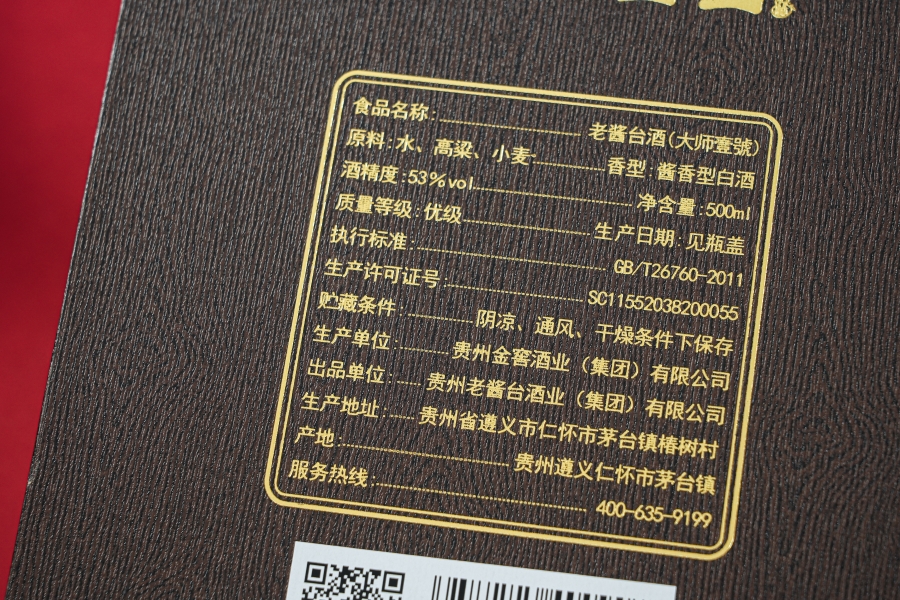 食品名称:老酱台酒(大师壹號)
原料:水、高粱、小麦 香型:酱香型白酒
酒精度:53%vol 净含量:500ml
质量等级:优级 生产日期:见瓶盖
执行标准:GB/T26760-2011
生产许可证号 SC11552038200055
贮藏条件:阴凉、通风、干燥条件下保存
生产单位:贵州金窖酒业(集团)有限公司
出品单位:贵州老酱台酒业(集团)有限公司
生产地址:贵州省遵义市仁怀市茅台镇椿树村
产地:贵州遵义仁怀市茅台镇
服务热线:400-635-9199